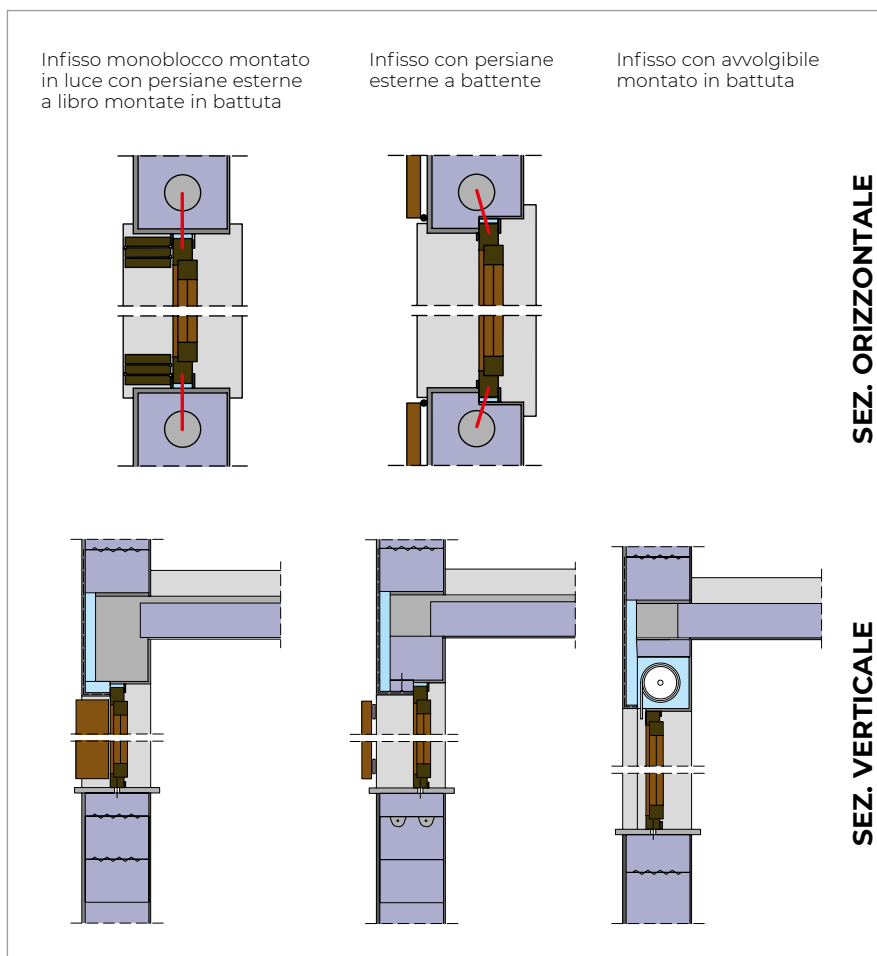 Infisso monoblocco montato
in luce con persiane esterne
a libro montate in battuta
Infisso con persiane
esterne a battente
Infisso con avvolgibile
montato in battuta
SEZ. ORIZZONTALE
SEZ. VERTICALE